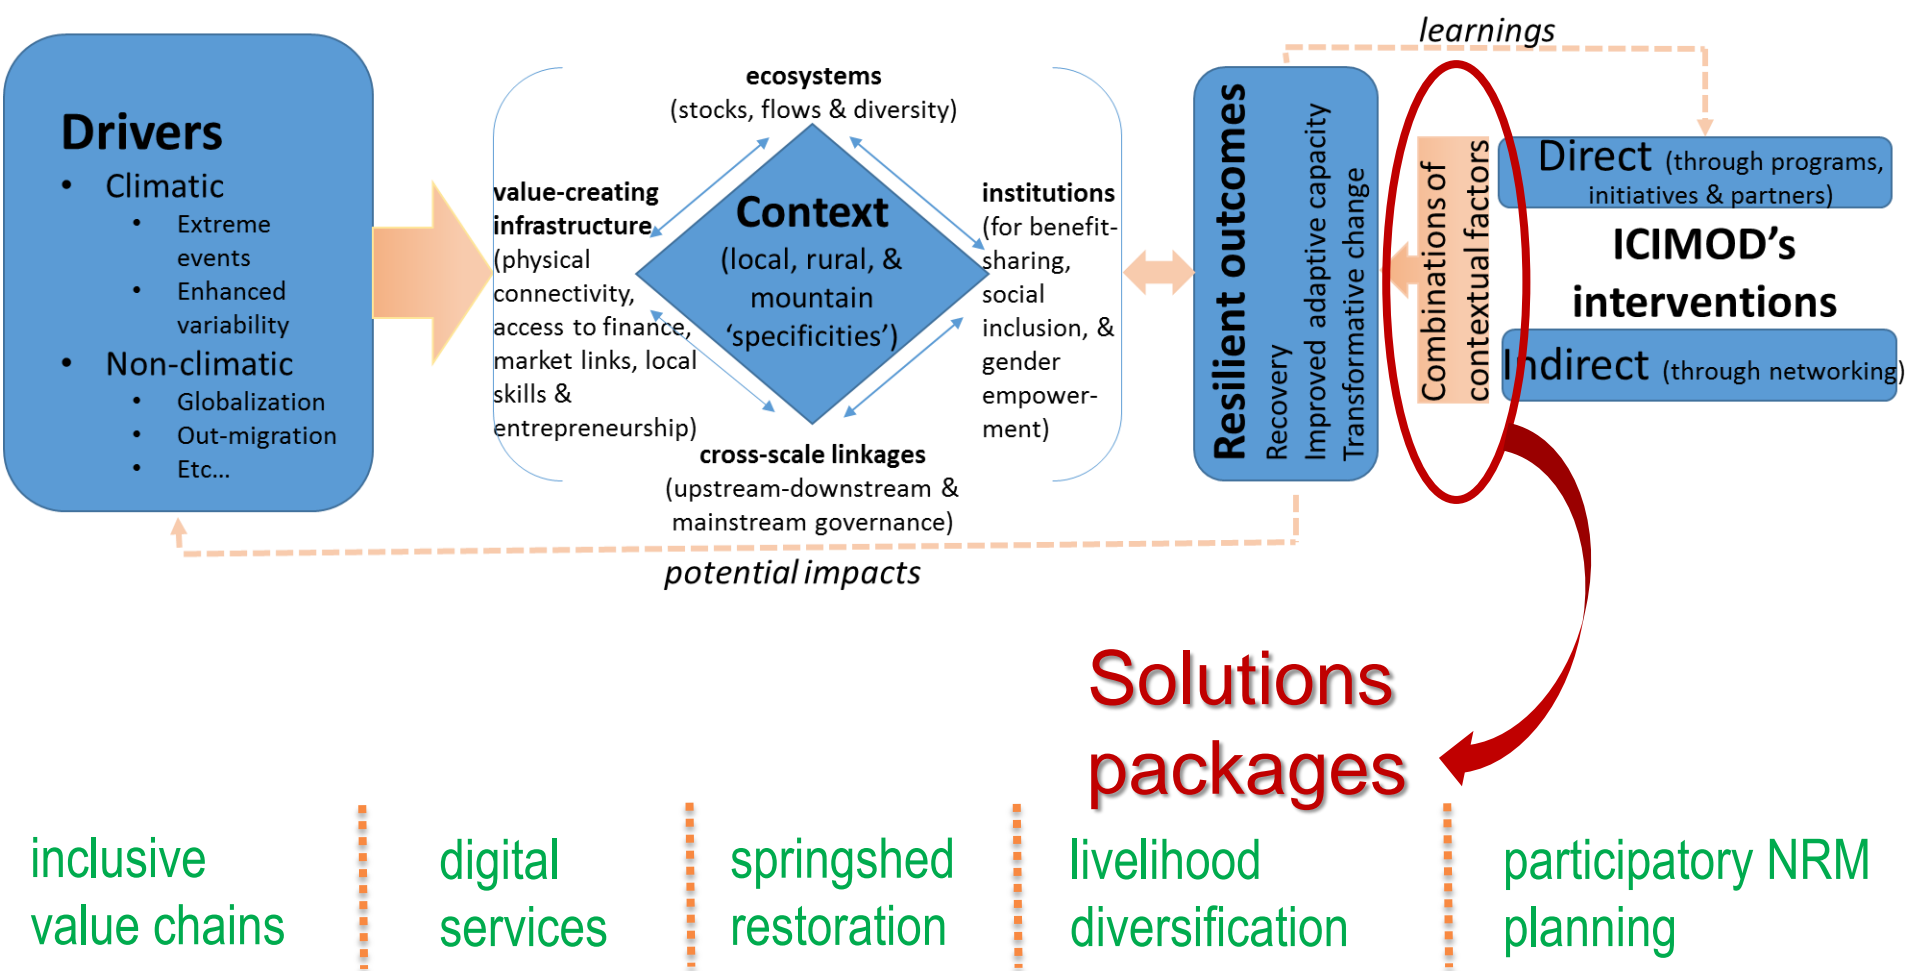 learnings
Drivers
• Climatic
• Extreme
events
• Enhanced
variability
• Non-climatic
• Globalization
• Out-migration
• Etc...
ecosystems
(stocks, flows & diversity)
value-creating
infrastructure
(physical
connectivity,
access to finance,
market links, local
skills &
entrepreneurship)
Context
(local, rural, &
mountain
‘specificities’)
institutions
(for benefit-
sharing,
social
inclusion, &
gender
empower-
ment)
cross-scale linkages
(upstream-downstream &
mainstream governance)
Resilient outcomes
Recovery
Improved adaptive capacity
Transformative change
Combinations of
contextual factors
Direct (through programs,
initiatives & partners)
ICIMOD’s
interventions
Indirect (through networking)
potential impacts
Solutions
packages
inclusive
value chains
digital
services
springshed
restoration
livelihood
diversification
participatory NRM
planning